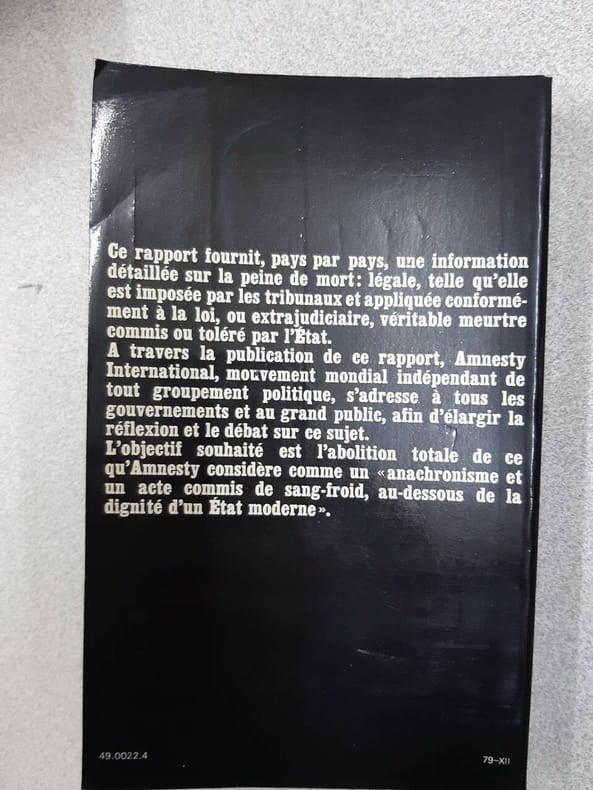 Ce rapport fournit, pays par pays, une information
détaillée sur la peine de mort : légale, telle qu'elle
est imposée par les tribunaux et appliquée conformé-
ment à la loi, ou extrajudiciaire, véritable meurtre
commis ou toléré par l'État.
A travers la publication de ce rapport, Amnesty
International, mouvement mondial indépendant de
tout groupement politique, s'adresse à tous les
gouvernements et au grand public, afin d'élargir la
réflexion et le débat sur ce sujet.
L'objectif souhaité est l'abolition totale de ce
qu'Amnesty considère comme un «anachronisme et
un acte commis de sang-froid, au-dessous de la
dignité d'un État moderne».
49.0022.4
79-XII